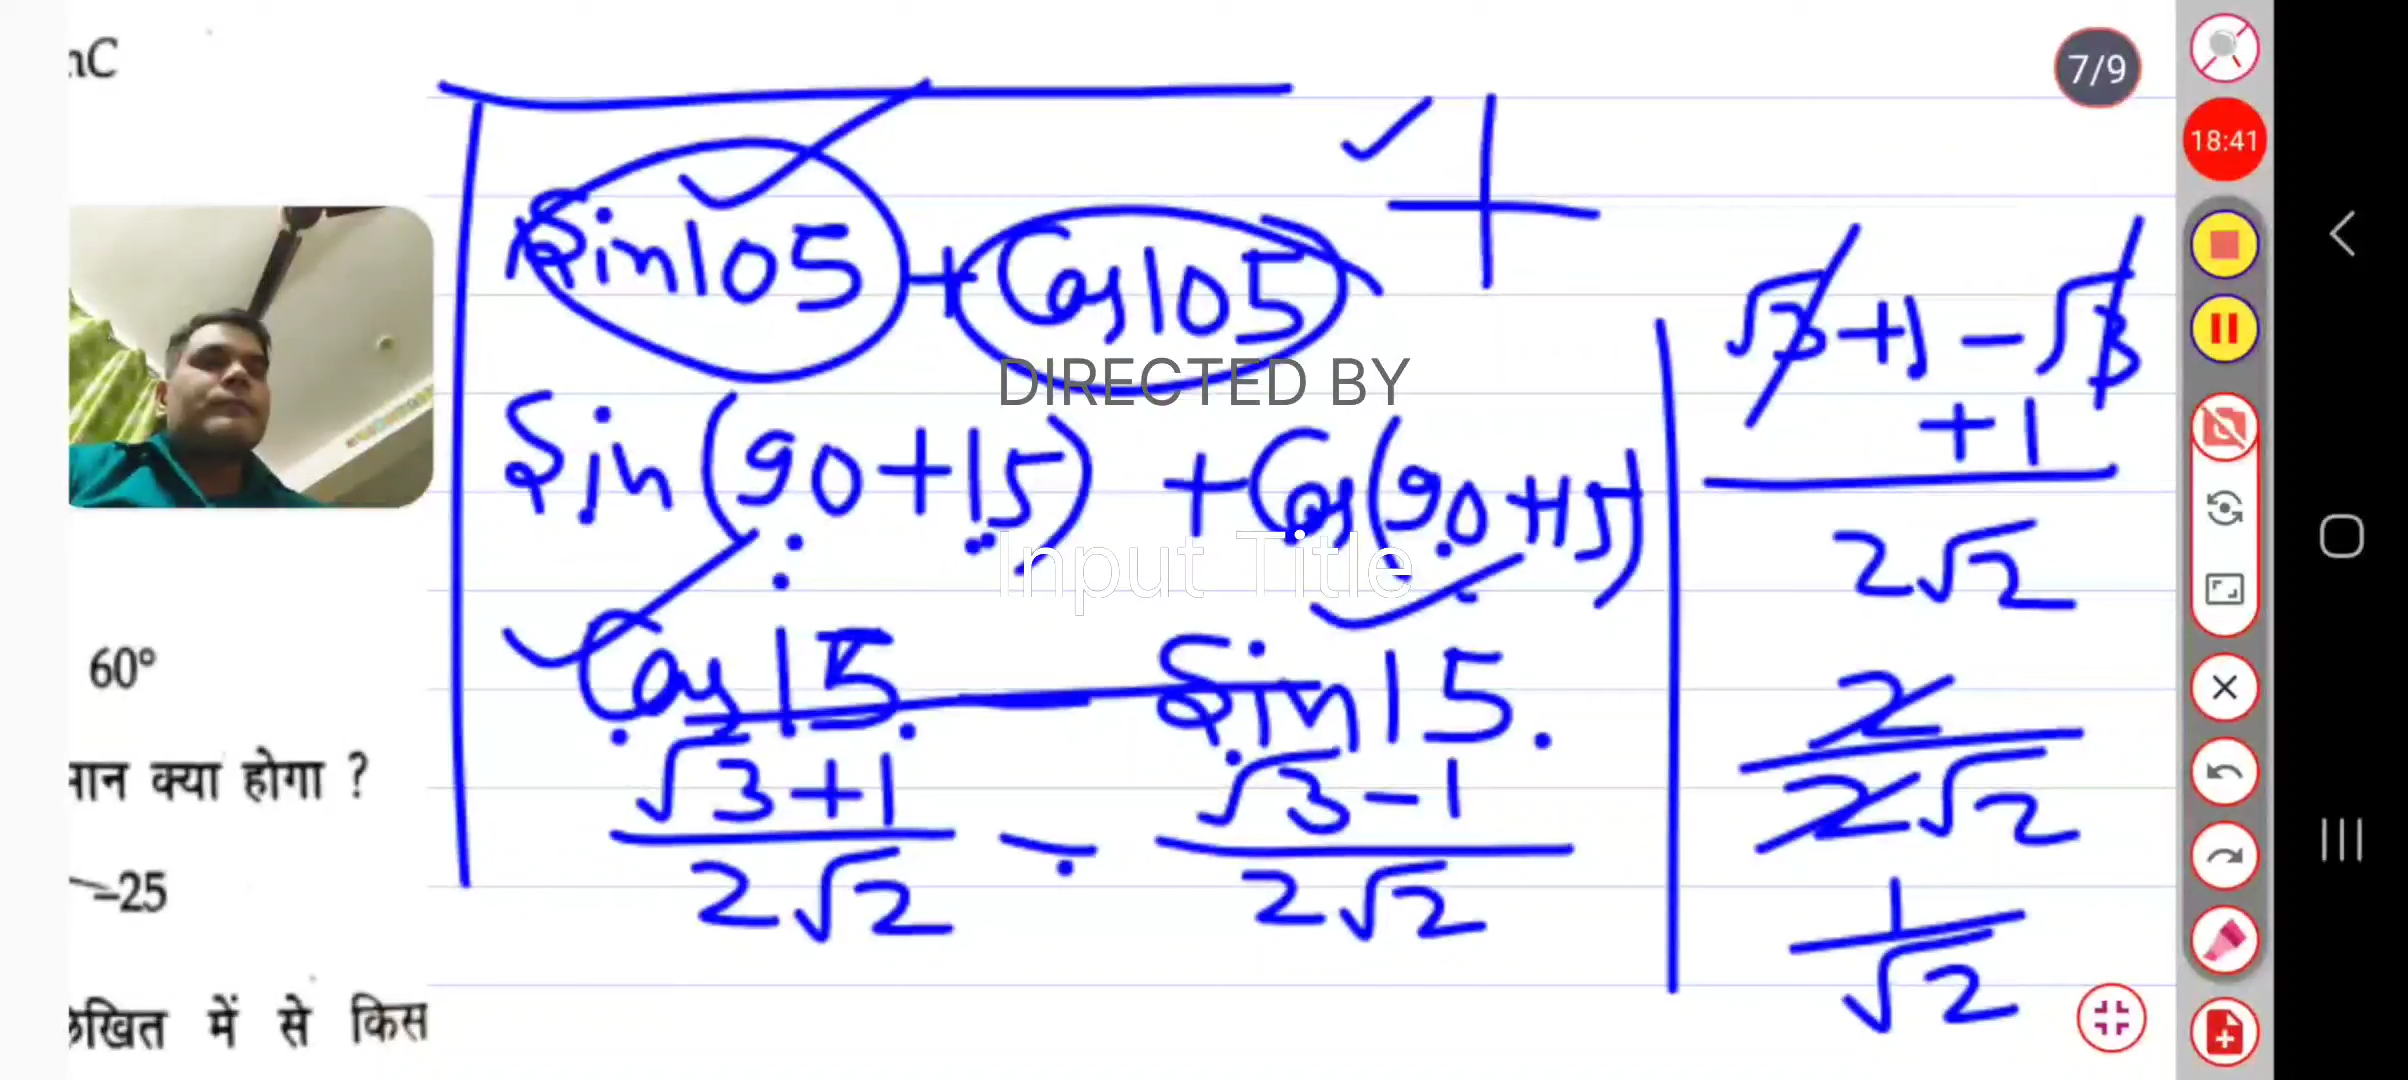 nC
7/9
18:41
Sin105 + Cos105
√3+1-√3
+1
2√2
DIRECTED BY
Sin(90+15) + Cos(90+15)
Input Title
Cos15 - Sin15
60°
√3+1 / 2√2 - √3-1 / 2√2
2 / 2√2
मान क्या होगा ?
-25
1 / √2
में से किस